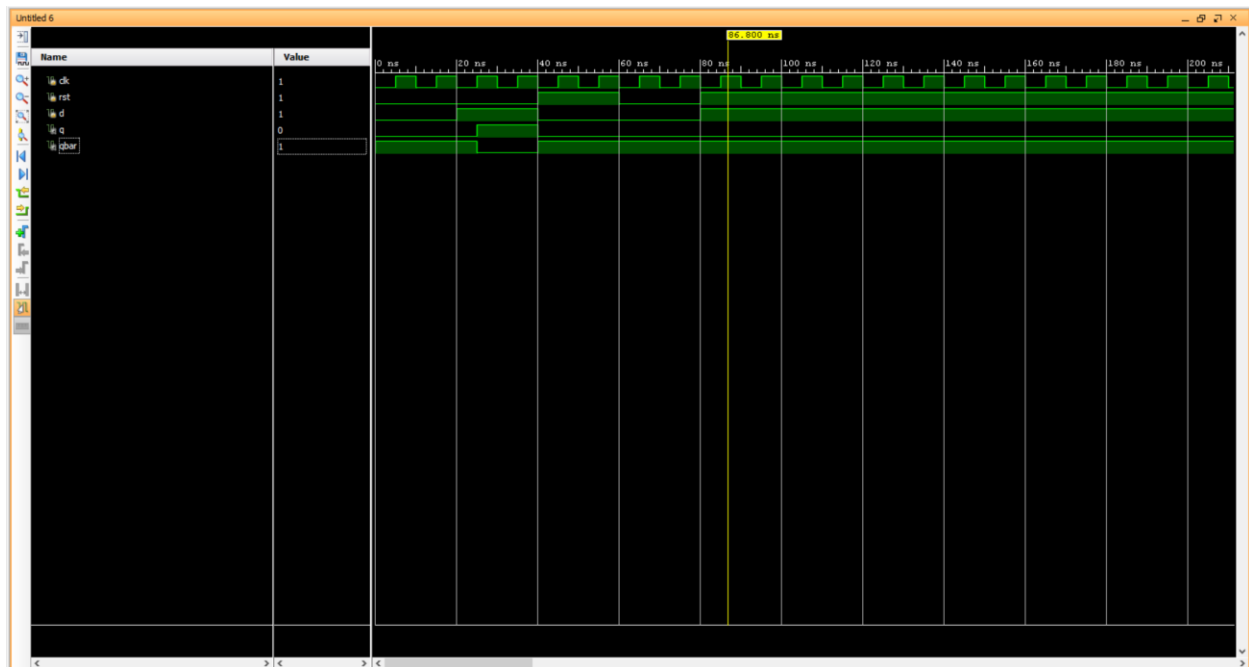 Untitled 6
86.800 ns
Name Value
0 ns 20 ns 40 ns 60 ns 80 ns 100 ns 120 ns 140 ns 160 ns 180 ns 200 ns
clk 1
rst 1
d 1
q 0
qbar 1